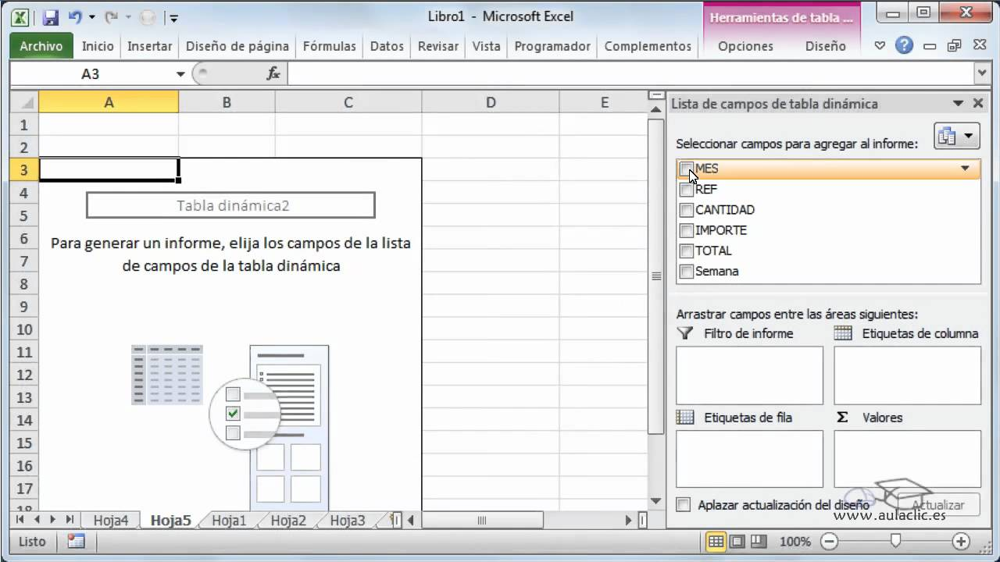 Libro1 - Microsoft Excel
Herramientas de tabla ...
Archivo Inicio Insertar Diseño de página Fórmulas Datos Revisar Vista Programador Complementos Opciones Diseño
A3 fx
A B C D E
Lista de campos de tabla dinámica
1
2
3
4
5
6
7
8
9
10
11
12
13
14
15
16
17
18
Tabla dinámica2
Para generar un informe, elija los campos de la lista
de campos de la tabla dinámica
Seleccionar campos para agregar al informe:
MES
REF
CANTIDAD
IMPORTE
TOTAL
Semana
Arrastrar campos entre las áreas siguientes:
Filtro de informe Etiquetas de columna
Etiquetas de fila Σ Valores
Aplazar actualización del diseño Actualizar
www.aulaclic.es
Hoja4 Hoja5 Hoja1 Hoja2 Hoja3
Listo 100%